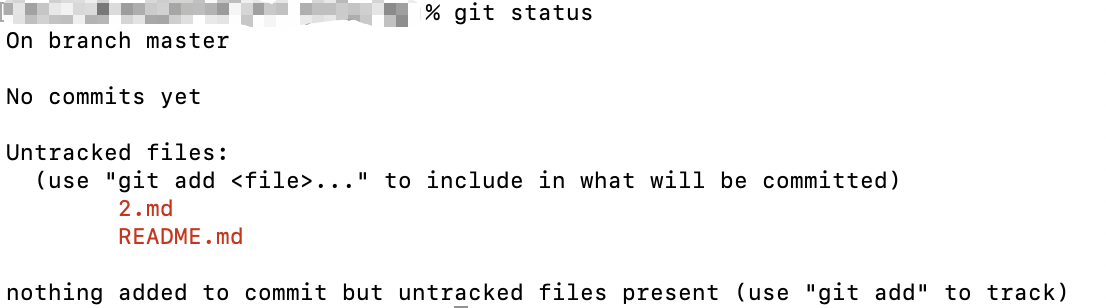 % git status
On branch master
No commits yet
Untracked files:
(use "git add <file>..." to include in what will be committed)
2.md
README.md
nothing added to commit but untracked files present (use "git add" to track)